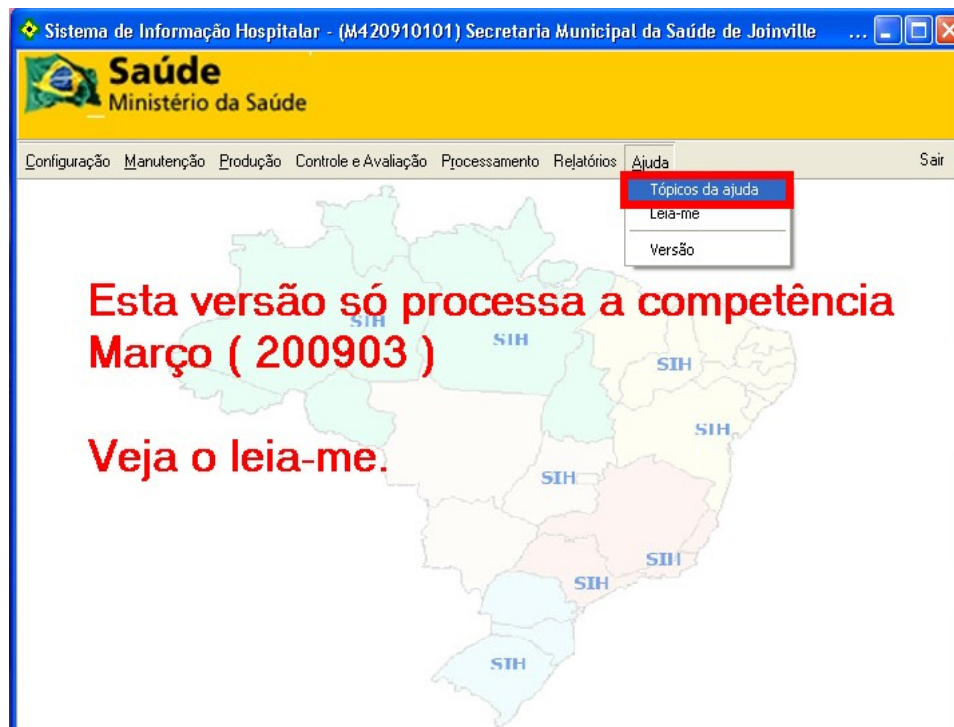 Sistema de Informação Hospitalar - (M420910101) Secretaria Municipal da Saúde de Joinville ...
Saúde
Ministério da Saúde
Configuração Manutenção Produção Controle e Avaliação Processamento Relatórios Ajuda Sair
Tópicos da ajuda
Leia-me
Versão
Esta versão só processa a competência
SIH
Março ( 200903 )
SIH
SIH
SIH
Veja o leia-me.
SIH
SIH
SIH
SIH